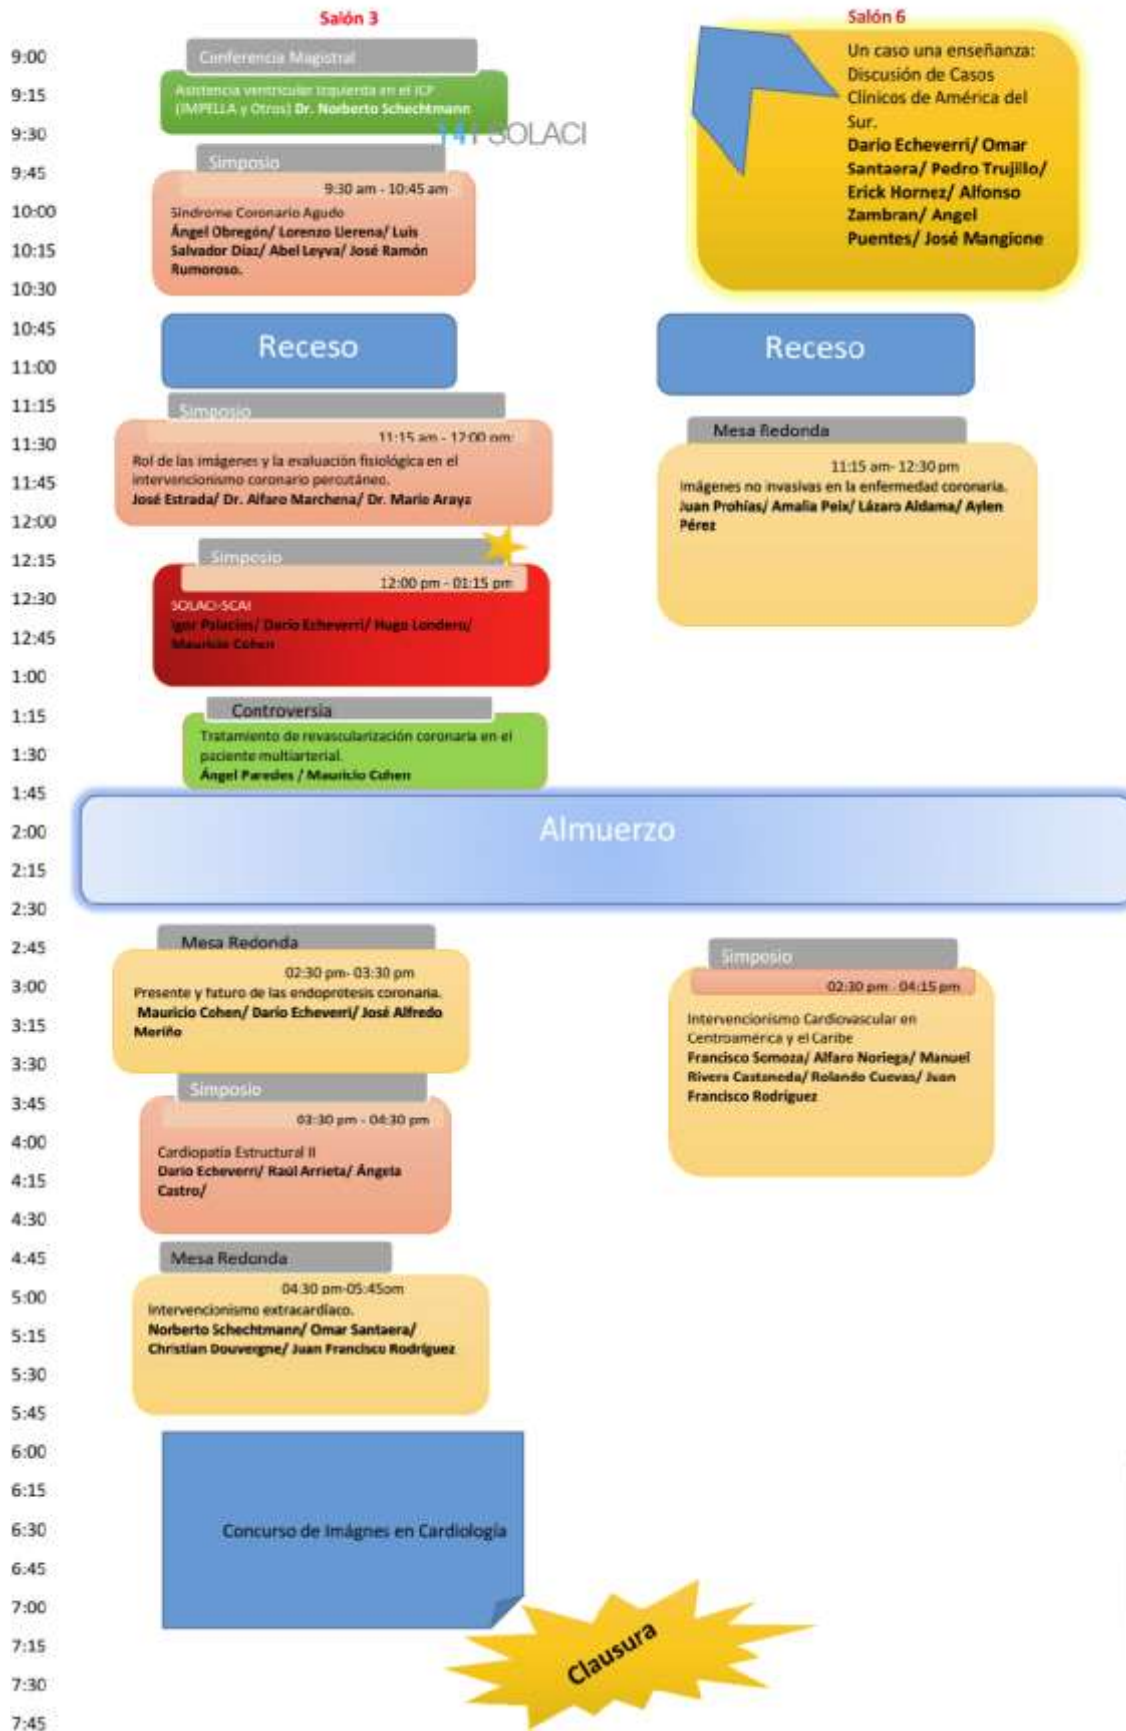 Salón 3
Salón 6
9:00
9:15
9:30
9:45
10:00
10:15
10:30
10:45
11:00
11:15
11:30
11:45
12:00
12:15
12:30
12:45
1:00
1:15
1:30
1:45
2:00
2:15
2:30
2:45
3:00
3:15
3:30
3:45
4:00
4:15
4:30
4:45
5:00
5:15
5:30
5:45
6:00
6:15
6:30
6:45
7:00
7:15
7:30
7:45
Conferencia Magistral
Asistencia ventricular izquierda en el ICP
(IMPELLA y Otros) Dr. Norberto Schechtmann
SOLACI
Simposio
9:30 am - 10:45 am
Síndrome Coronario Agudo
Ángel Obregón/ Lorenzo Llerena/ Luis
Salvador Díaz/ Abel Leyva/ José Ramón
Rumoroso.
Receso
Simposio
11:15 am - 12:00 pm:
Rol de las imágenes y la evaluación fisiológica en el
intervencionismo coronario percutáneo.
José Estrada/ Dr. Alfaro Marchena/ Dr. Mario Araya
Simposio
12:00 pm - 01:15 pm
SOLACI-SCAI
Igor Palacios/ Darío Echeverri/ Hugo Londero/
Mauricio Cohen
Controversia
Tratamiento de revascularización coronaria en el
paciente multiarterial.
Ángel Paredes / Mauricio Cohen
Un caso una enseñanza:
Discusión de Casos
Clínicos de América del
Sur.
Dario Echeverri/ Omar
Santaera/ Pedro Trujillo/
Erick Hornez/ Alfonso
Zambran/ Angel
Puentes/ José Mangione
Receso
Mesa Redonda
11:15 am- 12:30 pm
Imágenes no invasivas en la enfermedad coronaria.
Juan Prohías/ Amalia Peix/ Lázaro Aldama/ Aylen
Pérez
Almuerzo
Mesa Redonda
02:30 pm- 03:30 pm
Presente y futuro de las endoprótesis coronaria.
Mauricio Cohen/ Darío Echeverri/ José Alfredo
Meriño
Simposio
03:30 pm - 04:30 pm
Cardiopatía Estructural II
Darío Echeverri/ Raúl Arrieta/ Ángela
Castro/
Mesa Redonda
04:30 pm-05:45om
Intervencionismo extracardíaco.
Norberto Schechtmann/ Omar Santaera/
Christian Douvergne/ Juan Francisco Rodríguez
Simposio
02:30 pm - 04:15 pm
Intervencionismo Cardiovascular en
Centroamérica y el Caribe
Francisco Somoza/ Alfaro Noriega/ Manuel
Rivera Castaneda/ Rolando Cuevas/ Juan
Francisco Rodríguez
Concurso de Imágnes en Cardiología
Clausura